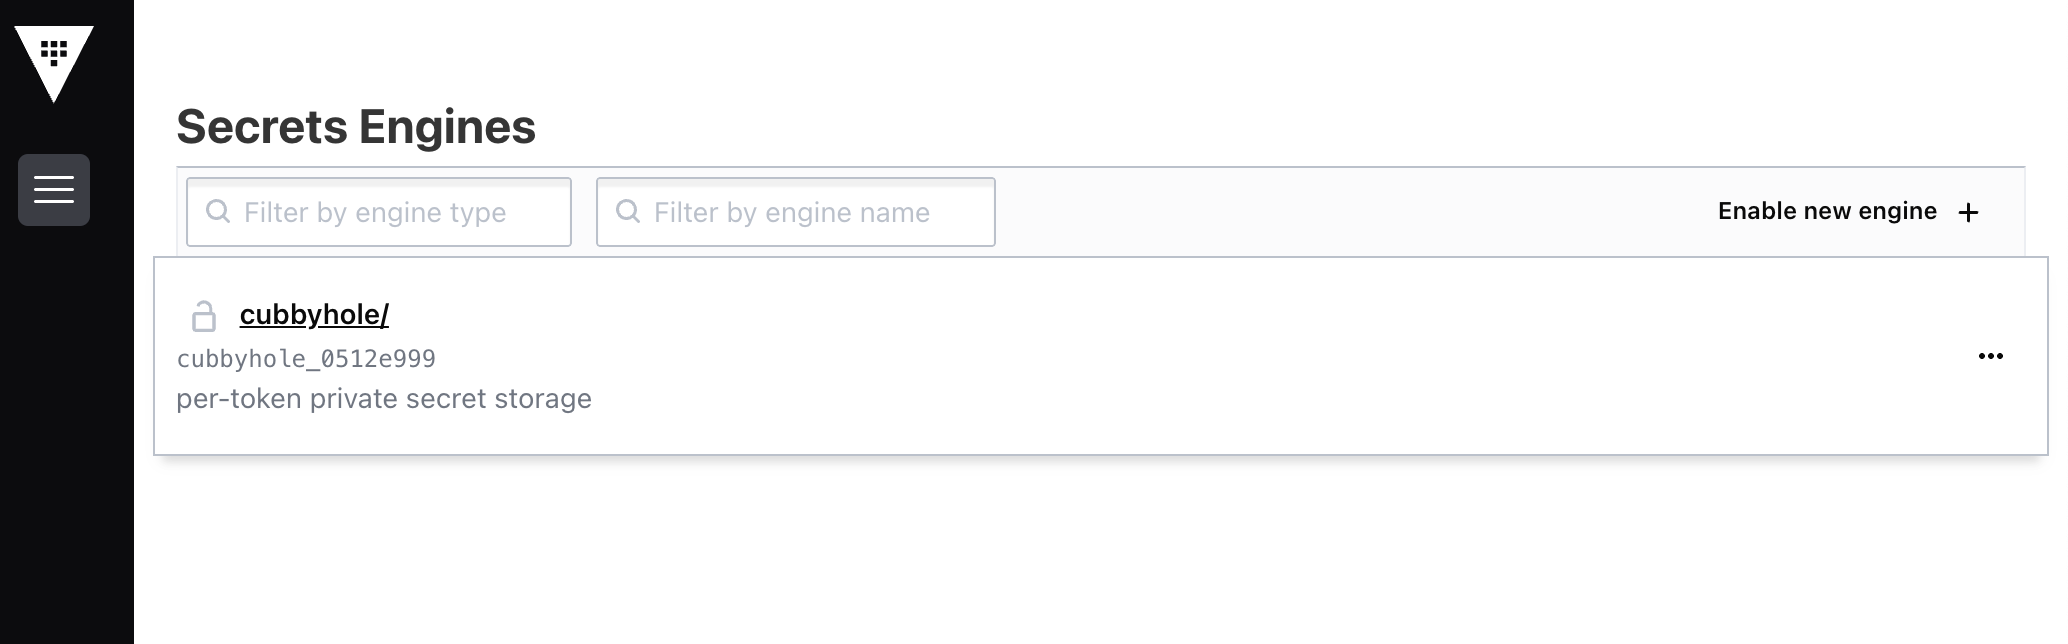 Secrets Engines
Filter by engine type
Filter by engine name
Enable new engine +
cubbyhole/
cubbyhole_0512e999
per-token private secret storage